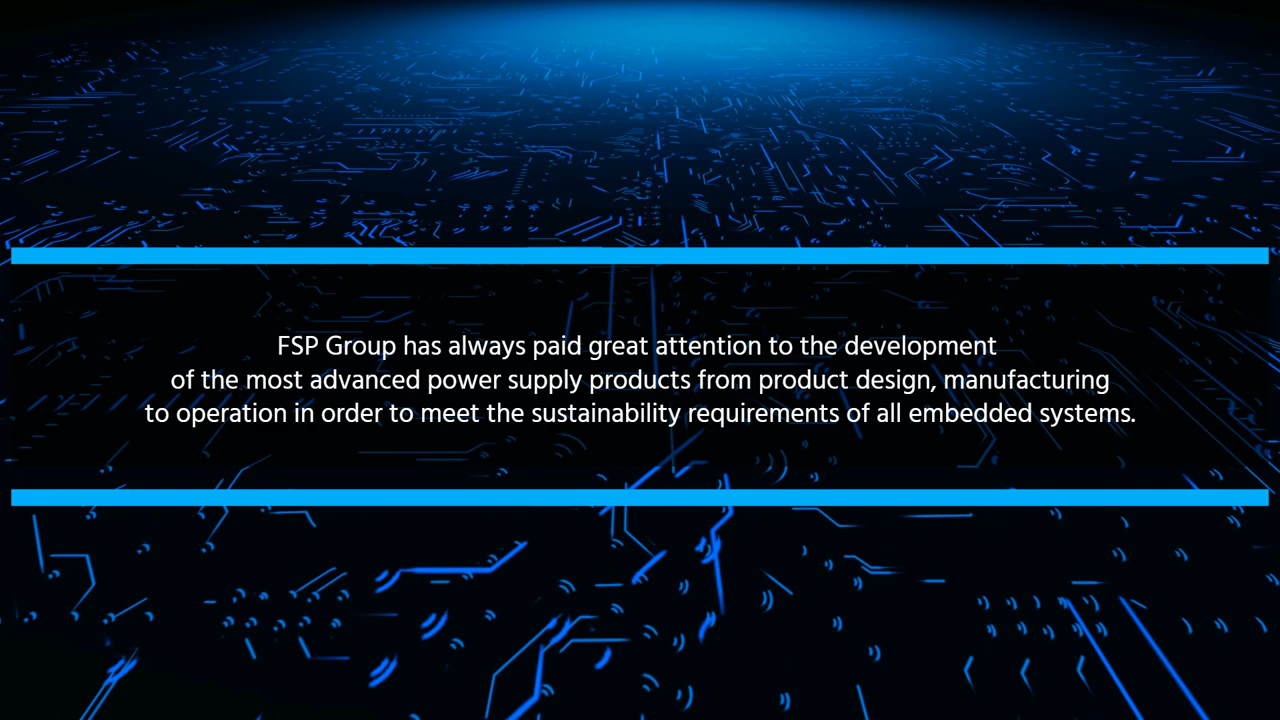 FSP Group has always paid great attention to the development
of the most advanced power supply products from product design, manufacturing
to operation in order to meet the sustainability requirements of all embedded systems.